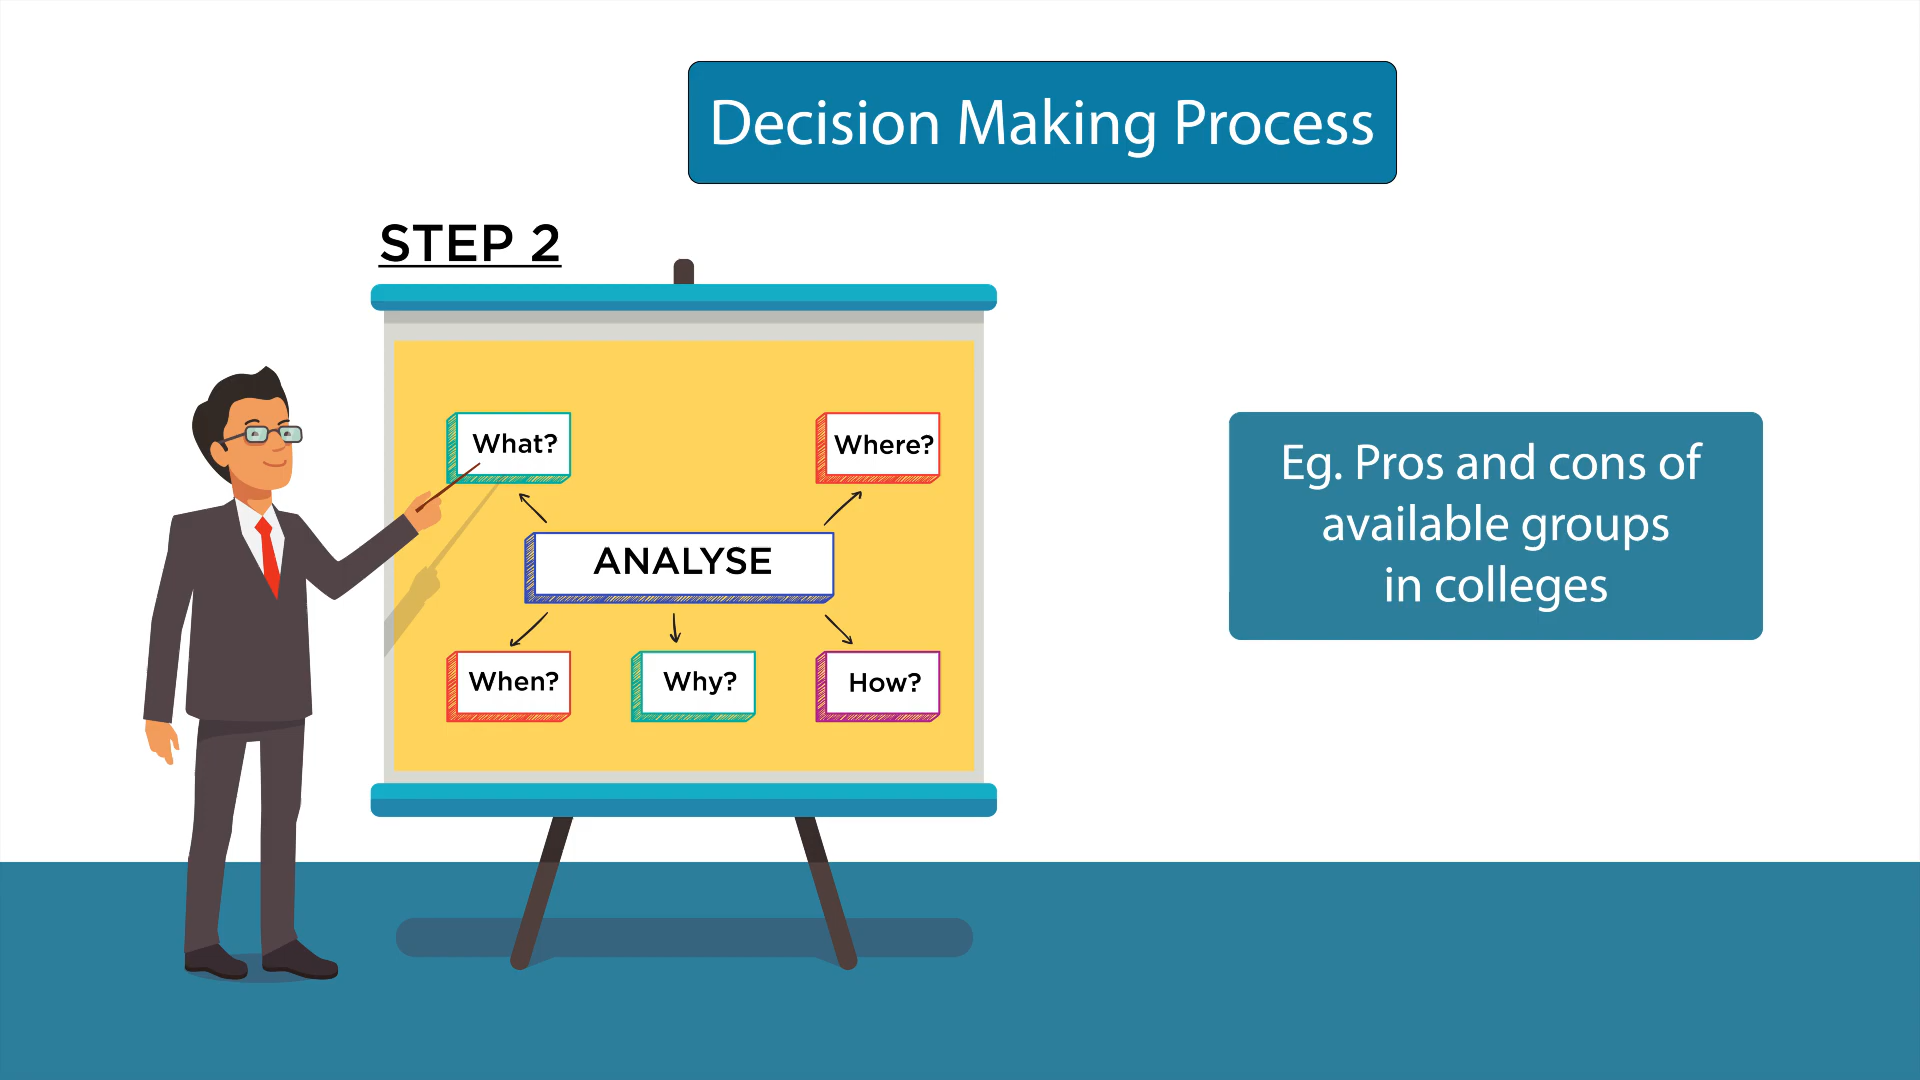 Decision Making Process
STEP 2
What?
Where?
ANALYSE
When?
Why?
How?
Eg. Pros and cons of
available groups
in colleges